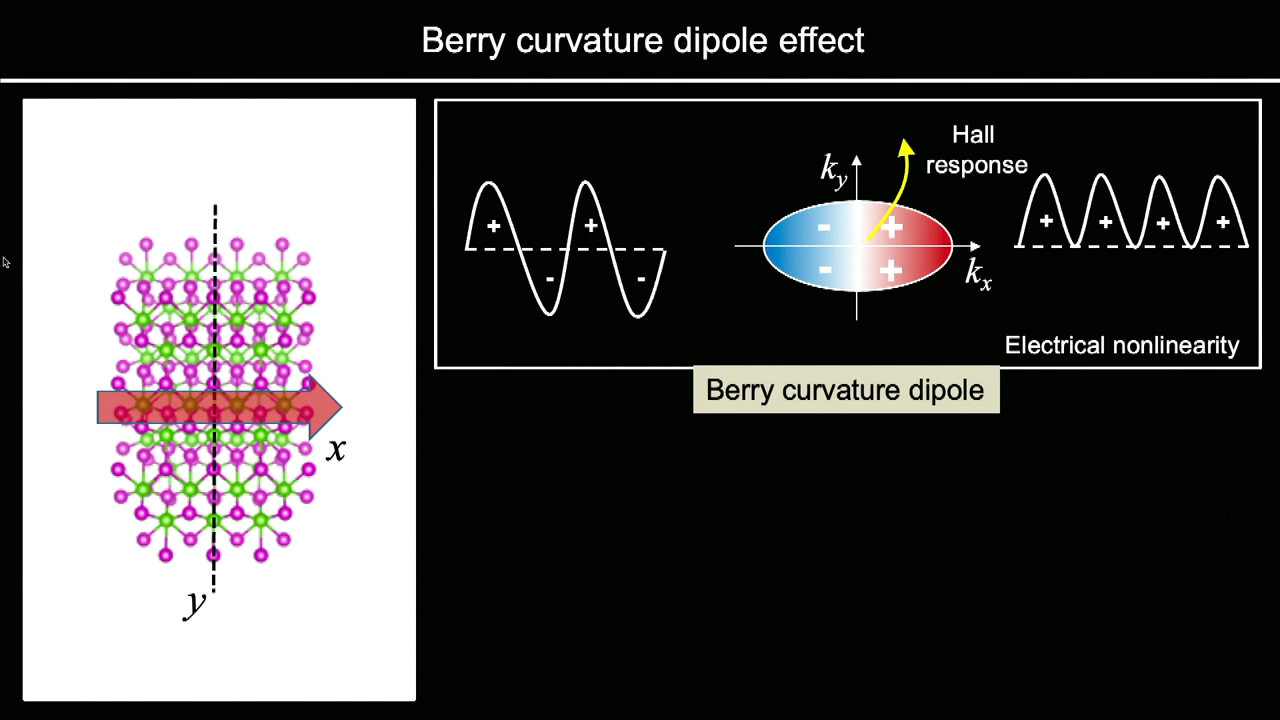 Berry curvature dipole effect
x
y
+
-
+
-
k_y
Hall
response
- +
- +
k_x
+ + + +
Electrical nonlinearity
Berry curvature dipole